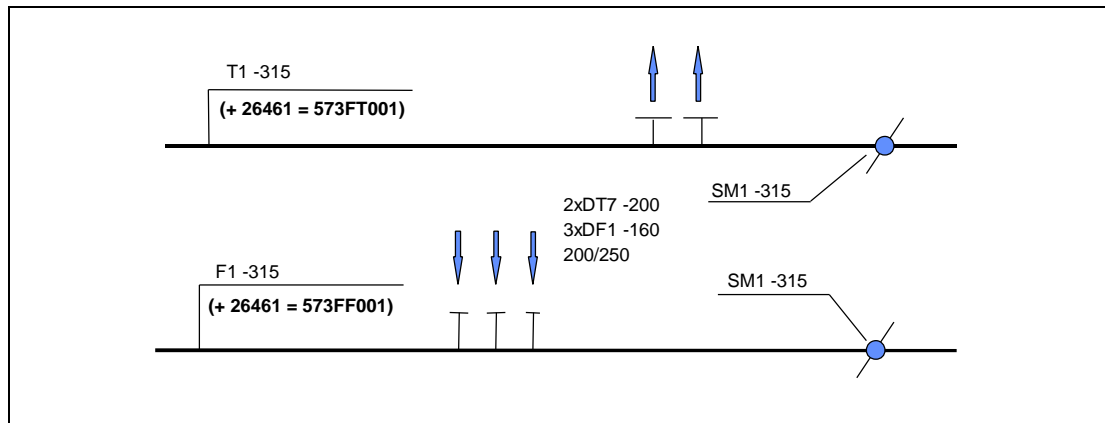 T1 -315
(+ 26461 = 573FT001)
SM1 -315
2xDT7 -200
3xDF1 -160
200/250
F1 -315
(+ 26461 = 573FF001)
SM1 -315